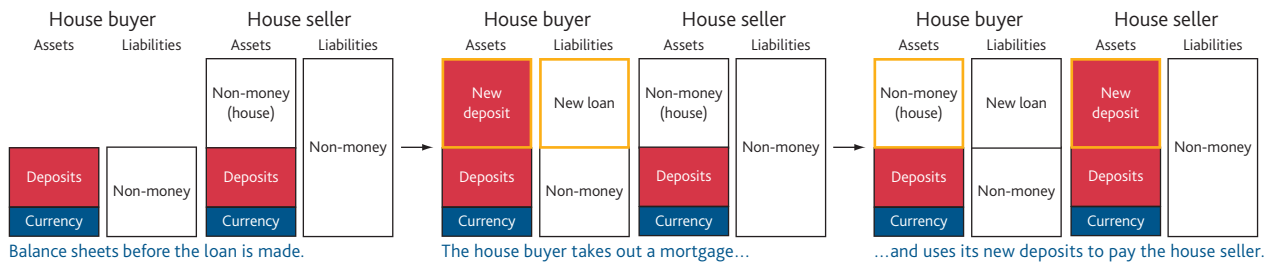 House buyer House seller House buyer House seller House buyer House seller
Assets Liabilities Assets Liabilities Assets Liabilities Assets Liabilities Assets Liabilities Assets Liabilities
Non-money
(house)
New
deposit
New loan
Non-money
(house)
Non-money
(house)
New loan
New
deposit
Non-money
Non-money
Non-money
Deposits
Non-money
Deposits
Deposits
Non-money
Deposits
Deposits
Non-money
Deposits
Currency Currency Currency Currency Currency Currency
Balance sheets before the loan is made. The house buyer takes out a mortgage… …and uses its new deposits to pay the house seller.